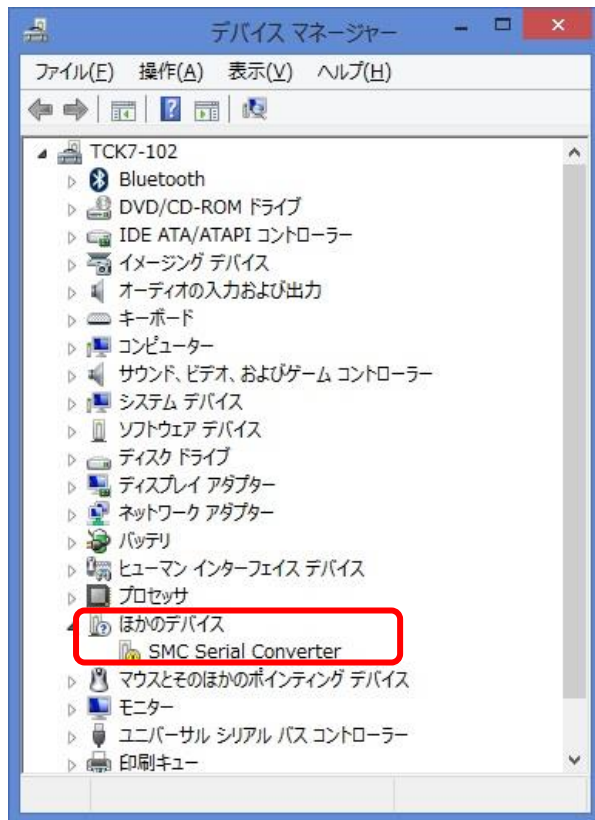 デバイス マネージャー
ファイル(F) 操作(A) 表示(V) ヘルプ(H)
TCK7-102
Bluetooth
DVD/CD-ROM ドライブ
IDE ATA/ATAPI コントローラー
イメージング デバイス
オーディオの入力および出力
キーボード
コンピューター
サウンド、ビデオ、およびゲーム コントローラー
システム デバイス
ソフトウェア デバイス
ディスク ドライブ
ディスプレイ アダプター
ネットワーク アダプター
バッテリ
ヒューマン インターフェイス デバイス
プロセッサ
ほかのデバイス
SMC Serial Converter
マウスとそのほかのポインティング デバイス
モニター
ユニバーサル シリアル バス コントローラー
印刷キュー